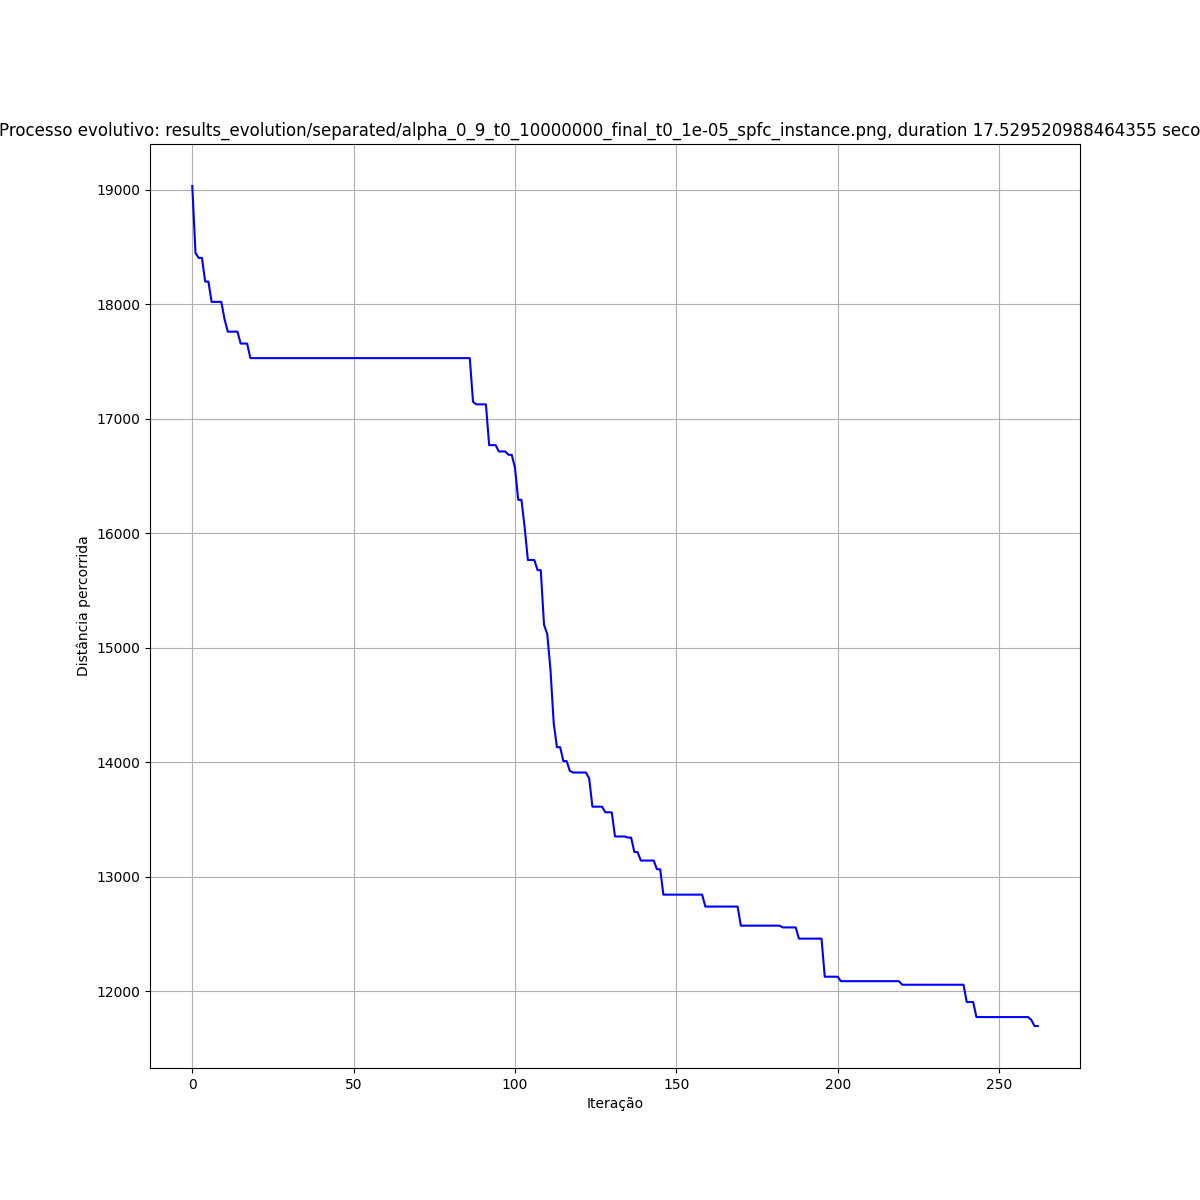 Processo evolutivo: results_evolution/separated/alpha_0_9_t0_10000000_final_t0_1e-05_spfc_instance.png, duration 17.529520988464355 seco
19000
18000
17000
16000
15000
14000
13000
12000
Distância percorrida
0 50 100 150 200 250
Iteração